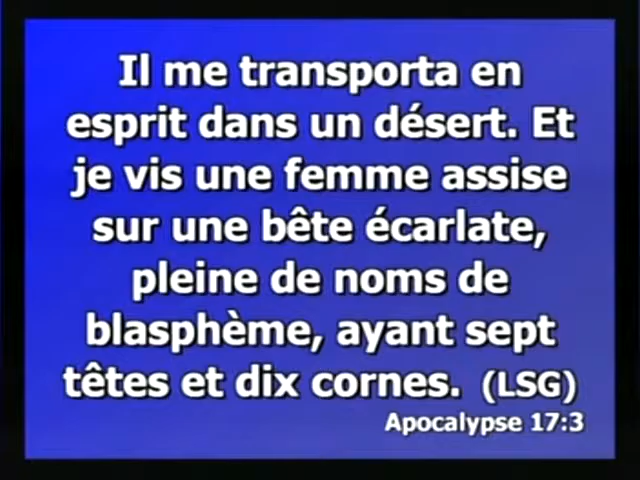 Il me transporta en
esprit dans un désert. Et
je vis une femme assise
sur une bête écarlate,
pleine de noms de
blasphème, ayant sept
têtes et dix cornes. (LSG)
Apocalypse 17:3